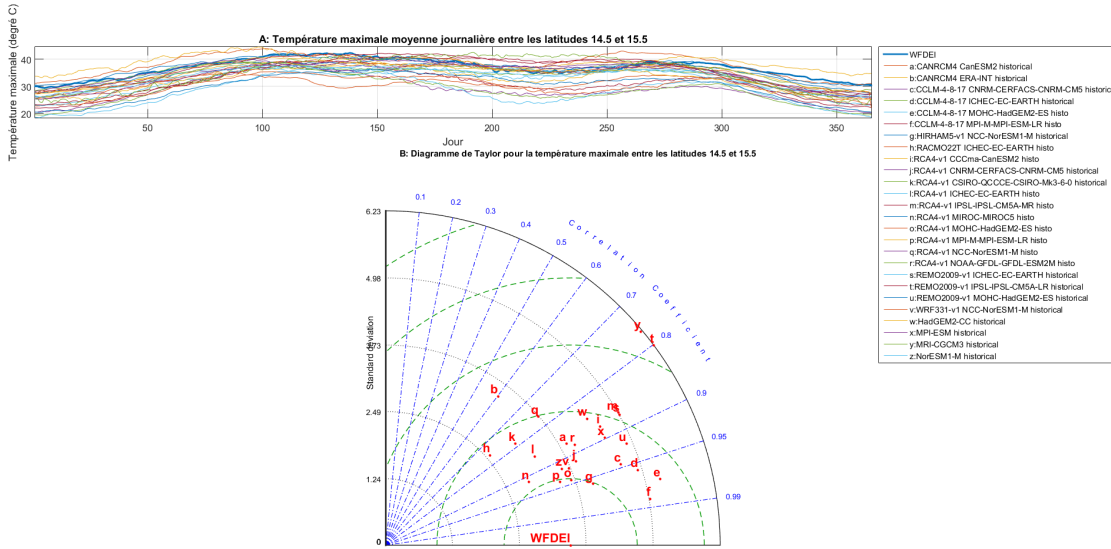 A: Température maximale moyenne journalière entre les latitudes 14.5 et 15.5
Température maximale (degré C)
40
30
20
50
100
150
200
250
300
350
Jour
WFDEI
a:CANRCM4 CanESM2 historical
b:CANRCM4 ERA-INT historical
c:CCLM-4-8-17 CNRM-CERFACS-CNRM-CM5 historic
d:CCLM-4-8-17 ICHEC-EC-EARTH historical
e:CCLM-4-8-17 MOHC-HadGEM2-ES histo
f:CCLM-4-8-17 MPI-M-MPI-ESM-LR histo
g:HIRHAM5-v1 NCC-NorESM1-M historical
h:RACMO22T ICHEC-EC-EARTH histo
i:RCA4-v1 CCCma-CanESM2 histo
j:RCA4-v1 CNRM-CERFACS-CNRM-CM5 historical
k:RCA4-v1 CSIRO-QCCCE-CSIRO-Mk3-6-0 historical
l:RCA4-v1 ICHEC-EC-EARTH histo
m:RCA4-v1 IPSL-IPSL-CM5A-MR histo
n:RCA4-v1 MIROC-MIROC5 histo
o:RCA4-v1 MOHC-HadGEM2-ES histo
p:RCA4-v1 MPI-M-MPI-ESM-LR histo
q:RCA4-v1 NCC-NorESM1-M histo
r:RCA4-v1 NOAA-GFDL-GFDL-ESM2M histo
s:REMO2009-v1 ICHEC-EC-EARTH historical
t:REMO2009-v1 IPSL-IPSL-CM5A-LR historical
u:REMO2009-v1 MOHC-HadGEM2-ES historical
v:WRF331-v1 NCC-NorESM1-M historical
w:HadGEM2-CC historical
x:MPI-ESM historical
y:MRI-CGCM3 historical
z:NorESM1-M historical
B: Diagramme de Taylor pour la tempèrature maximale entre les latitudes 14.5 et 15.5
Standard deviation
6.23
4.98
3.73
2.49
1.24
0
0.1
0.2
0.3
0.4
0.5
0.6
0.7
0.8
0.9
0.95
0.99
Correlation Coefficient
y
t
b
q
w
m
s
i
x
k
a
r
u
h
l
j
c
d
z
v
e
n
p
o
g
f
WFDEI